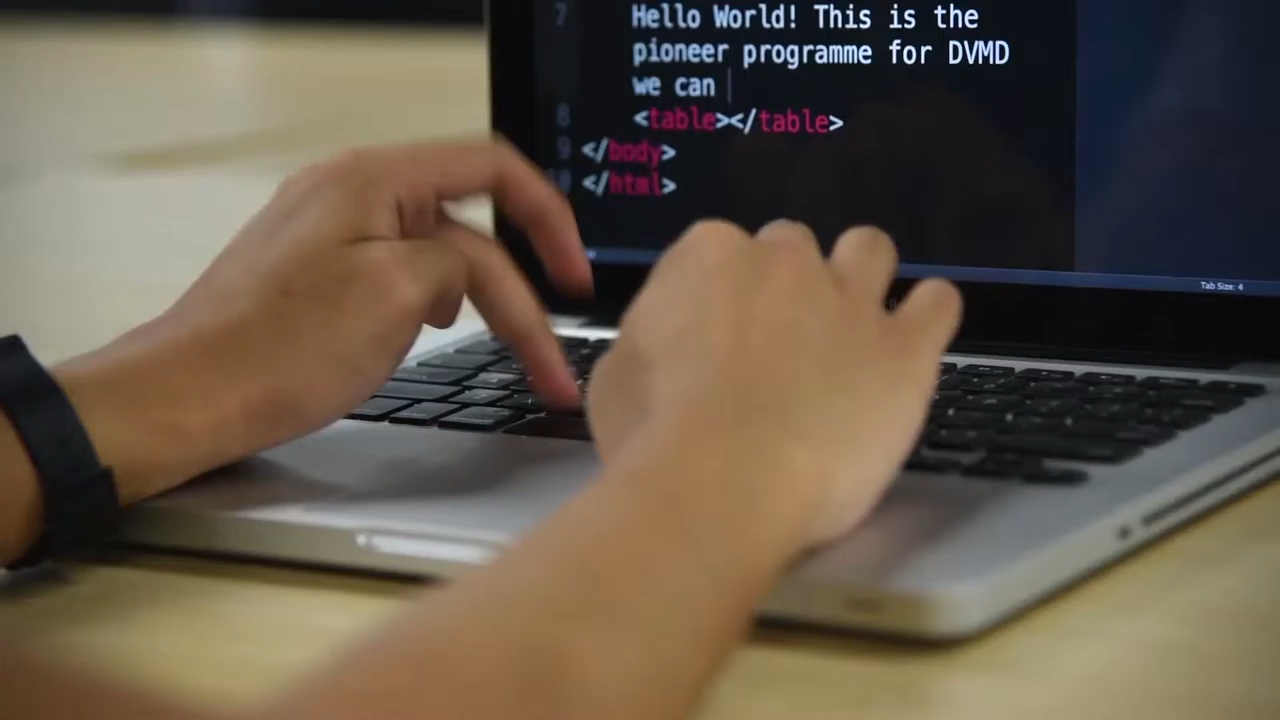 7 Hello World! This is the
pioneer programme for DVMD
we can
8 <table></table>
9 </body>
10 </html>
Tab Size: 4